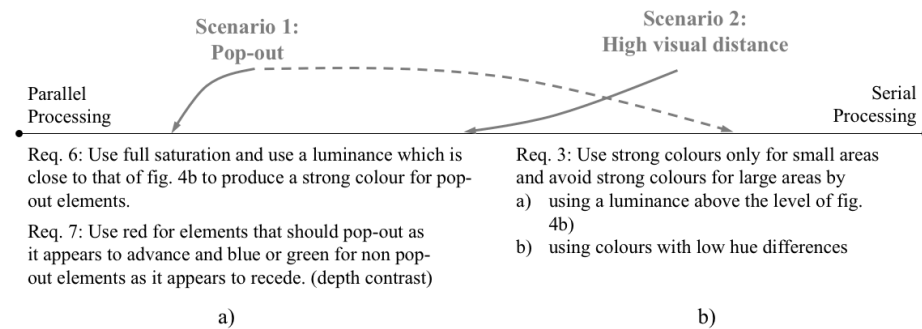 Scenario 1:
Pop-out
Scenario 2:
High visual distance
Parallel
Processing
Serial
Processing
Req. 6: Use full saturation and use a luminance which is
close to that of fig. 4b to produce a strong colour for pop-
out elements.
Req. 7: Use red for elements that should pop-out as
it appears to advance and blue or green for non pop-
out elements as it appears to recede. (depth contrast)
a)
Req. 3: Use strong colours only for small areas
and avoid strong colours for large areas by
a) using a luminance above the level of fig.
4b)
b) using colours with low hue differences
b)